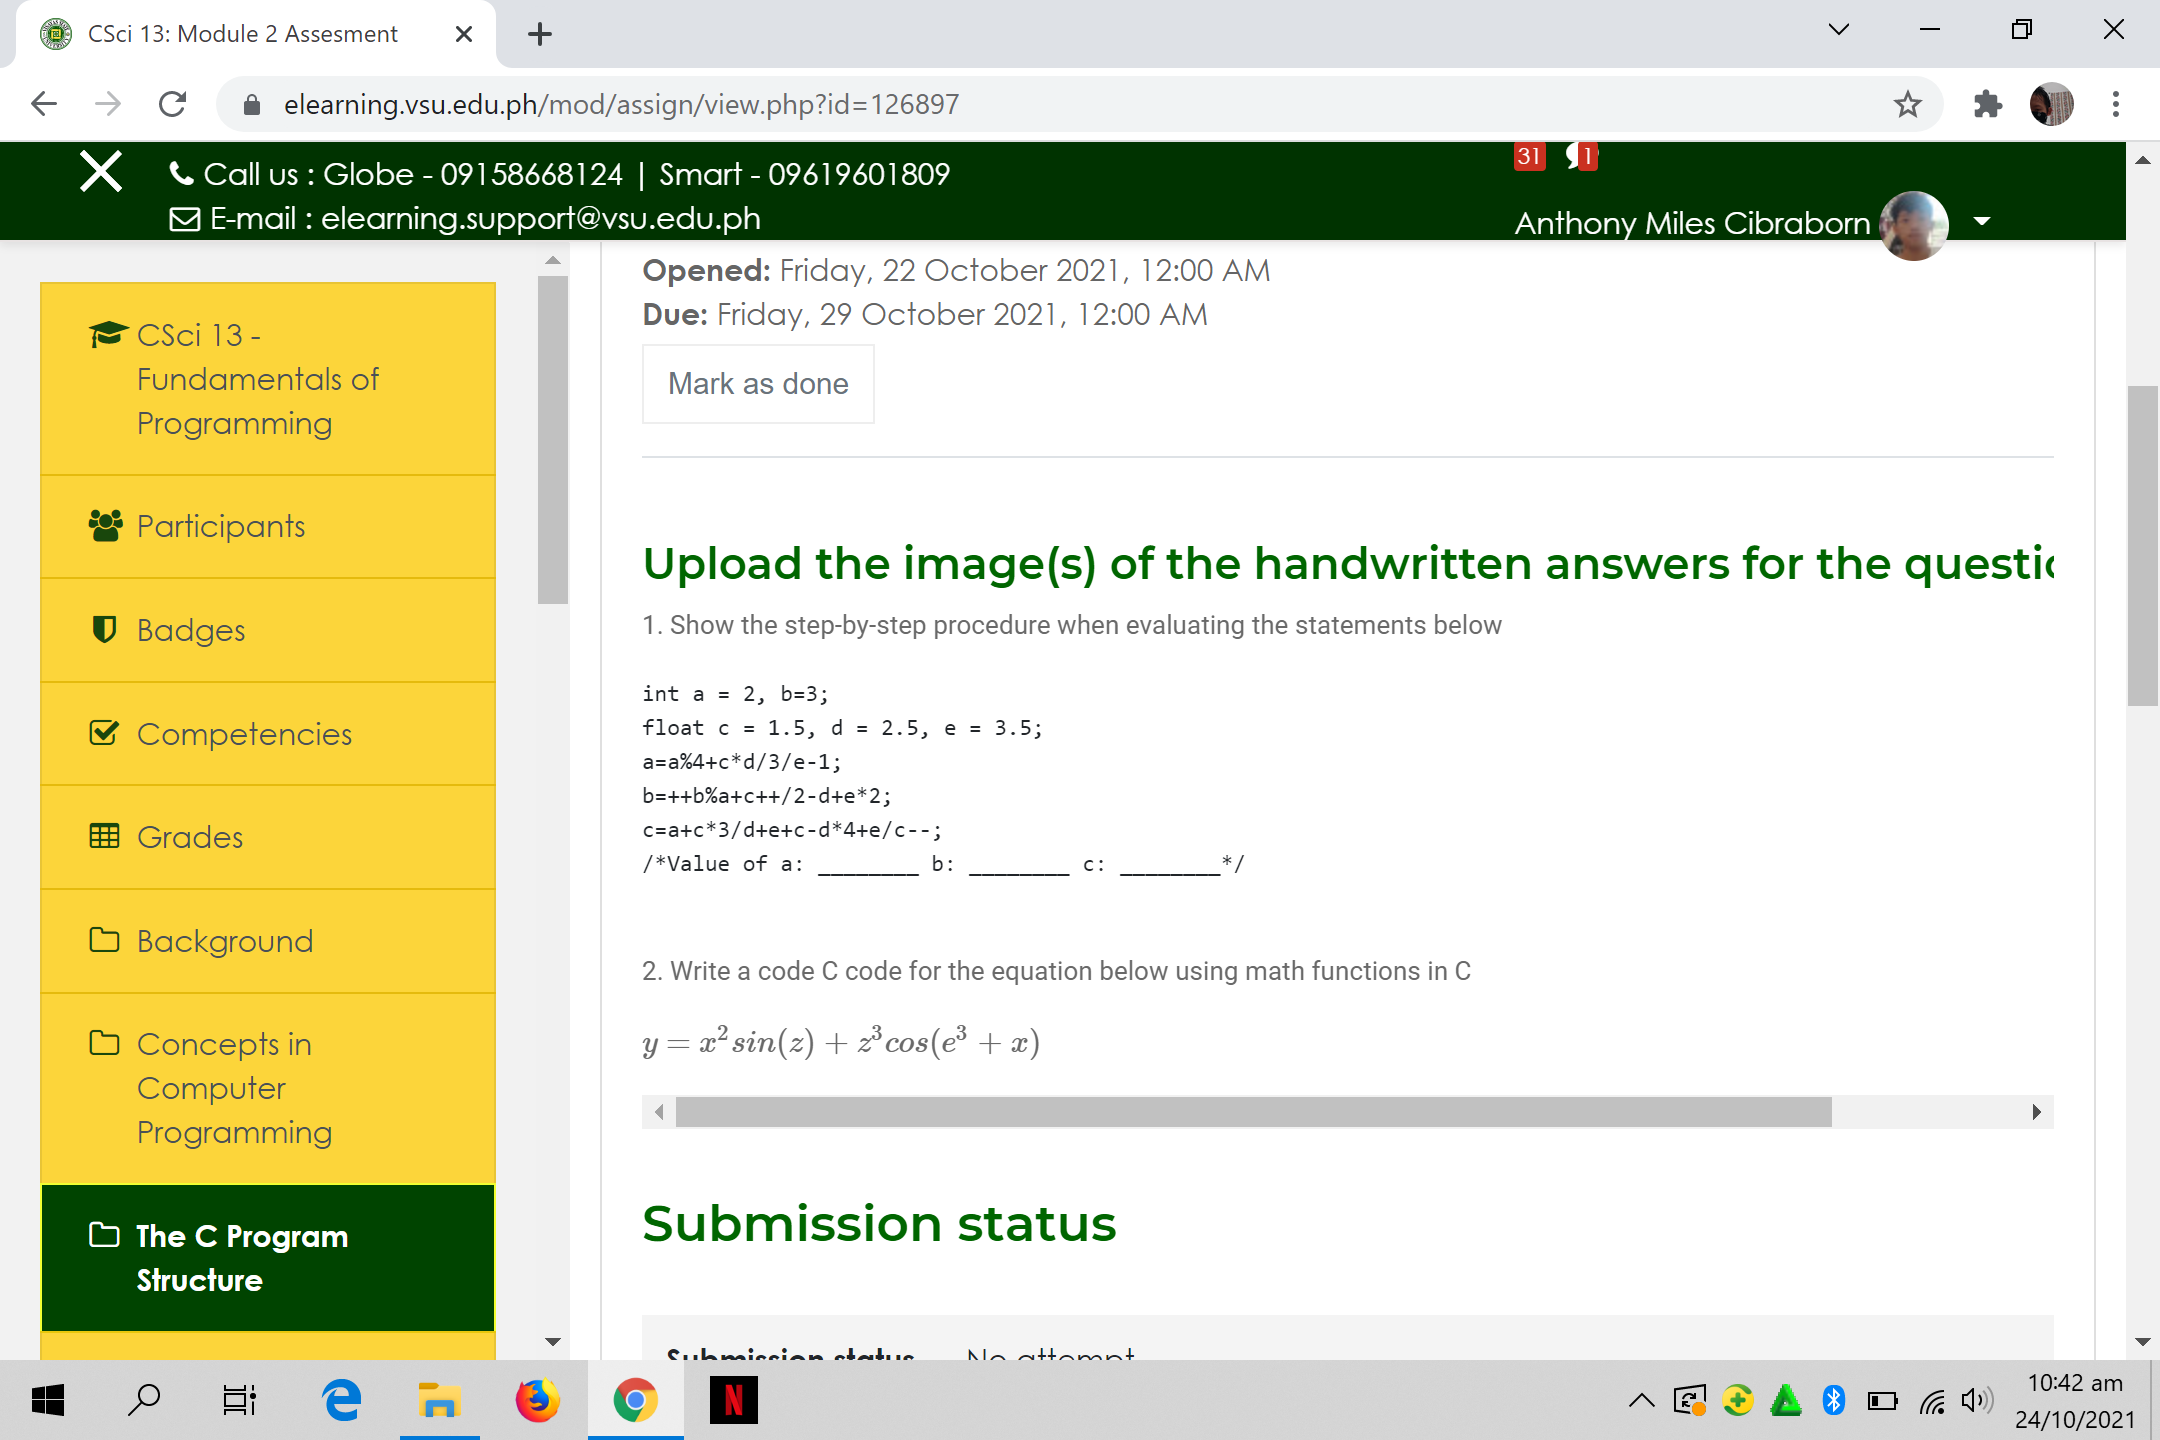 CSci 13: Module 2 Assesment
elearning.vsu.edu.ph/mod/assign/view.php?id=126897
Call us : Globe - 09158668124 | Smart - 09619601809
E-mail : elearning.support@vsu.edu.ph
31
1
Anthony Miles Cibraborn
CSci 13 -
Fundamentals of
Programming
Participants
Badges
Competencies
Grades
Background
Concepts in
Computer
Programming
The C Program
Structure
Opened: Friday, 22 October 2021, 12:00 AM
Due: Friday, 29 October 2021, 12:00 AM
Mark as done
Upload the image(s) of the handwritten answers for the questio
1. Show the step-by-step procedure when evaluating the statements below
int a = 2, b=3;
float c = 1.5, d = 2.5, e = 3.5;
a=a%4+c*d/3/e-1;
b=++b%a+c++/2-d+e*2;
c=a+c*3/d+e+c-d*4+e/c--;
/*Value of a: ________ b: ________ c: ________*/
2. Write a code C code for the equation below using math functions in C
y = x²sin(z) + z³cos(e³ + x)
Submission status
Submission status No attempt
N
10:42 am
24/10/2021